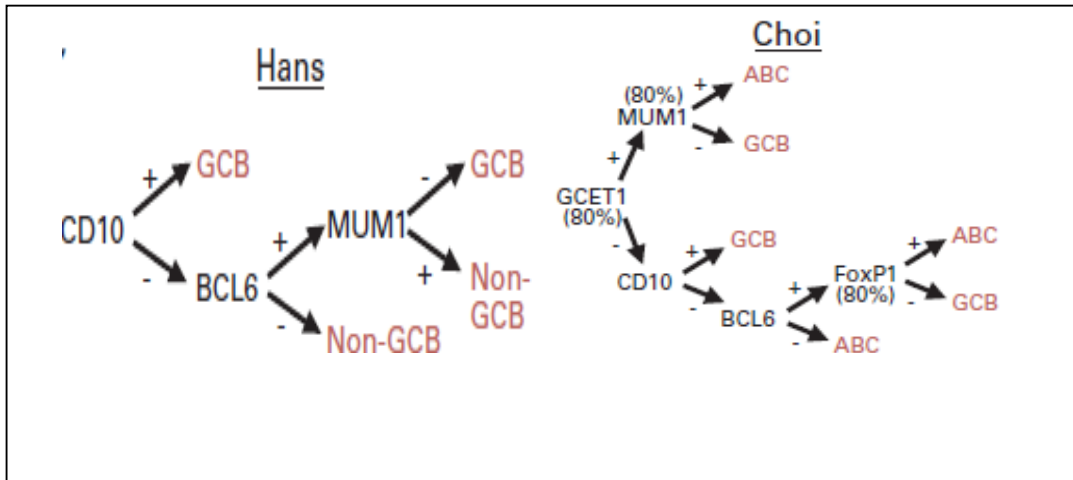 Hans
GCB
+
CD10
-
BCL6
+
MUM1
-
GCB
+
Non-
GCB
-
Non-GCB
Choi
ABC
+
(80%)
MUM1
-
GCB
+
GCET1
(80%)
-
CD10
+
GCB
-
BCL6
+
FoxP1
(80%)
+
ABC
-
GCB
-
ABC